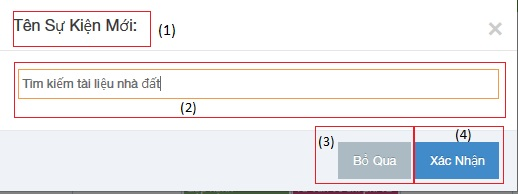 Tên Sự Kiện Mới: (1)
×
Tìm kiếm tài liệu nhà đất
(2)
(3) Bỏ Qua Xác Nhận (4)